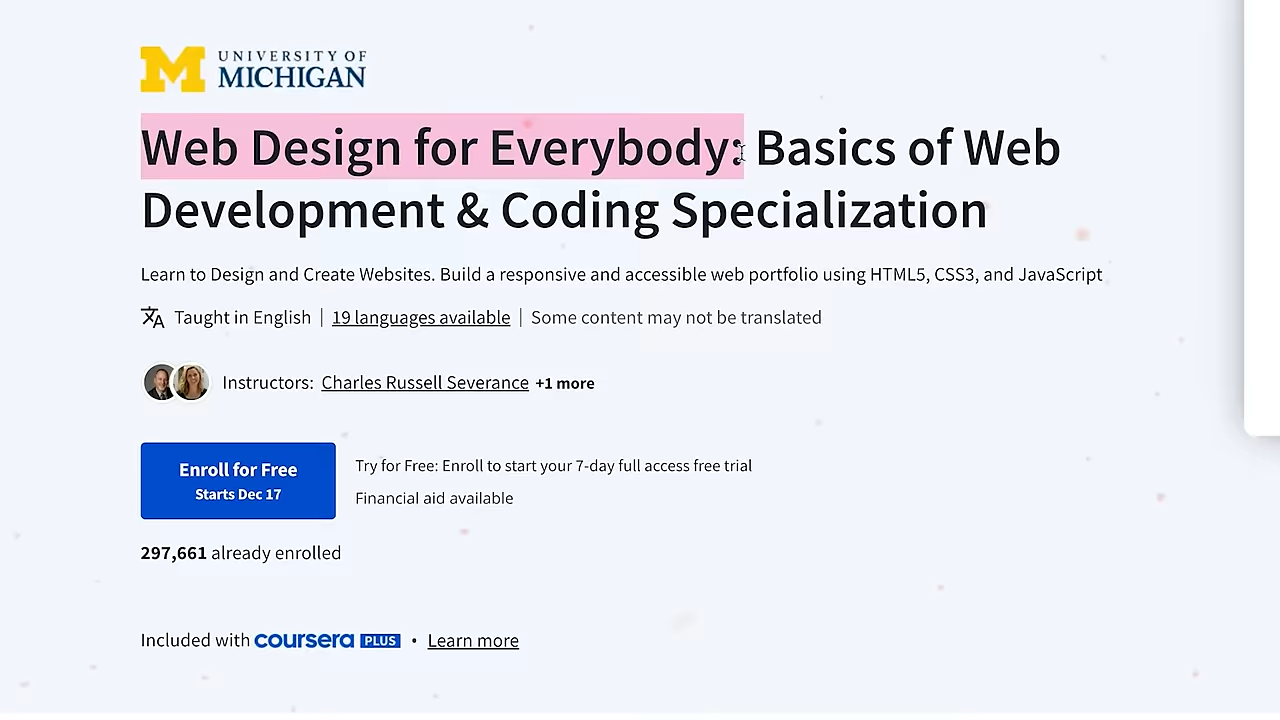 UNIVERSITY OF
MICHIGAN
Web Design for Everybody: Basics of Web
Development & Coding Specialization
Learn to Design and Create Websites. Build a responsive and accessible web portfolio using HTML5, CSS3, and JavaScript
Taught in English | 19 languages available | Some content may not be translated
Instructors: Charles Russell Severance +1 more
Enroll for Free
Starts Dec 17
Try for Free: Enroll to start your 7-day full access free trial
Financial aid available
297,661 already enrolled
Included with coursera PLUS • Learn more